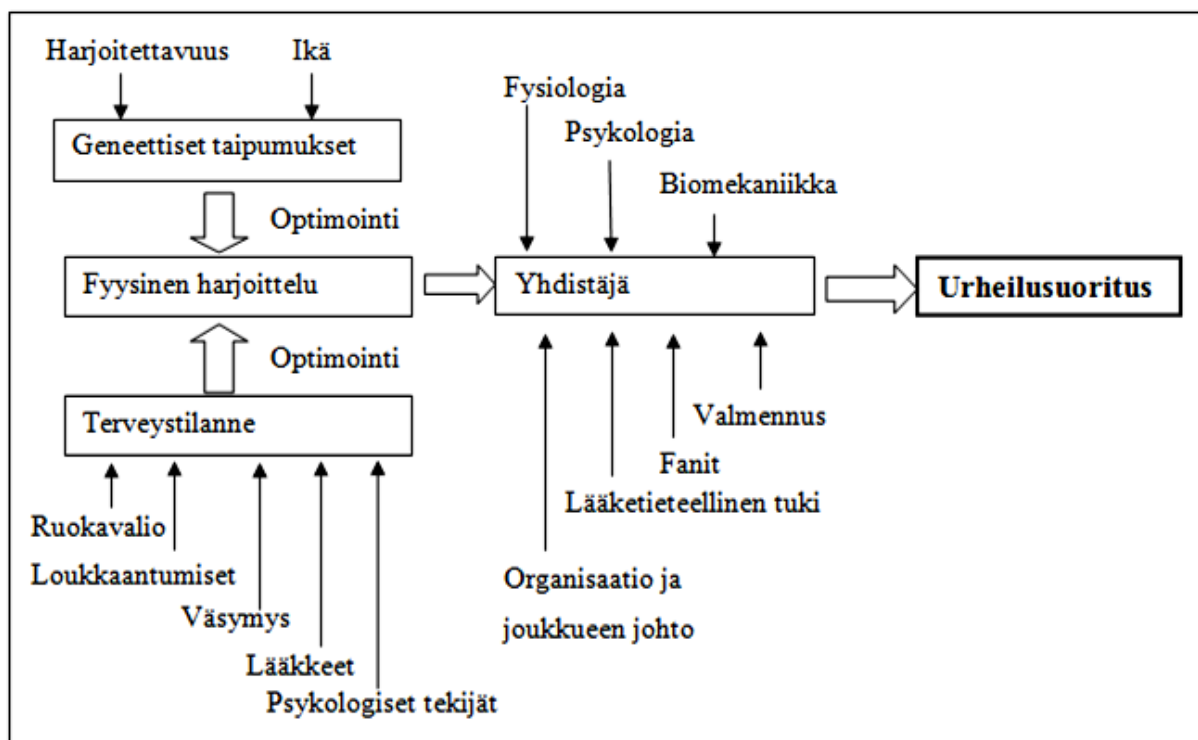 Harjoitettavuus
Ikä
Geneettiset taipumukset
Optimointi
Fyysinen harjoittelu
Optimointi
Terveystilanne
Ruokavalio
Loukkaantumiset
Väsymys
Lääkkeet
Psykologiset tekijät
Fysiologia
Psykologia
Biomekaniikka
Yhdistäjä
Valmennus
Fanit
Lääketieteellinen tuki
Organisaatio ja
joukkueen johto
Urheilusuoritus